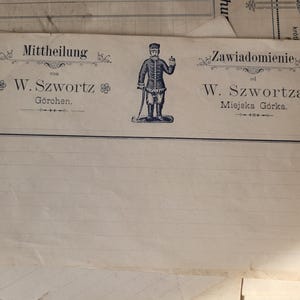 Mittheilung
von
W. Szwortz
Görchen.
Zawiadomienie
od
W. Szwortza
Miejska Górka.